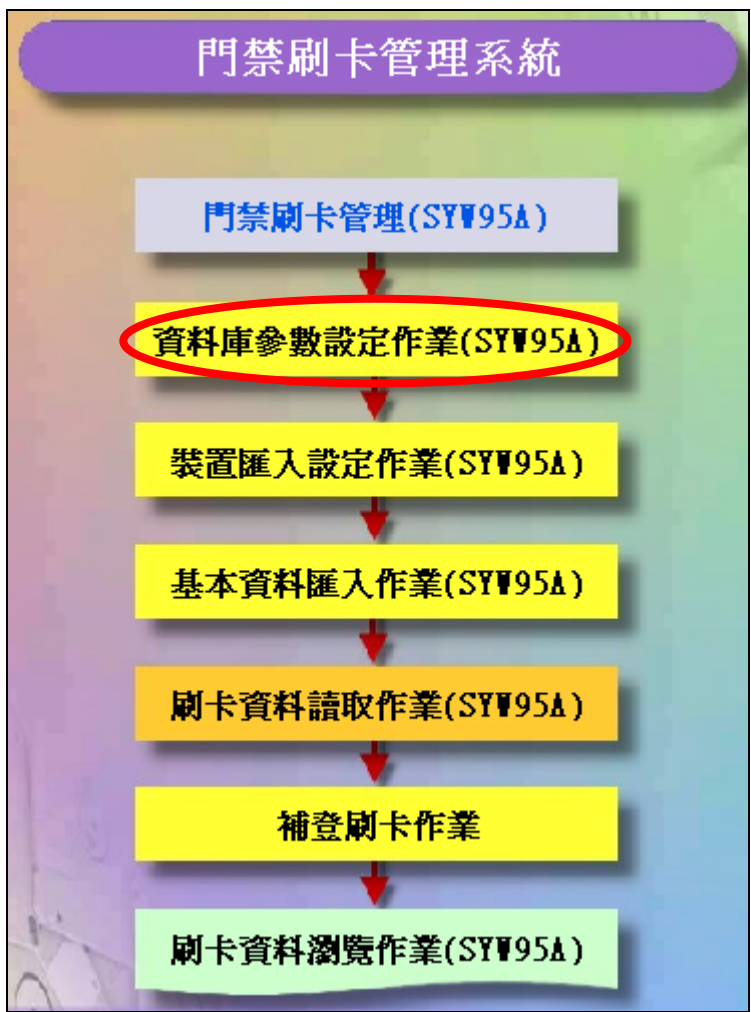 門禁刷卡管理系統
門禁刷卡管理(SYW95A)
資料庫參數設定作業(SYW95A)
裝置匯入設定作業(SYW95A)
基本資料匯入作業(SYW95A)
刷卡資料讀取作業(SYW95A)
補登刷卡作業
刷卡資料瀏覽作業(SYW95A)